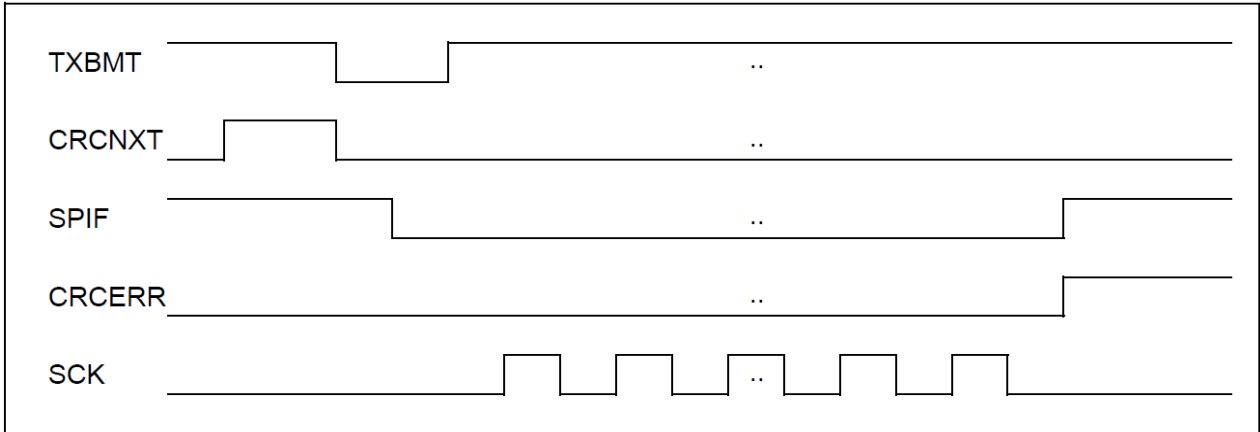 TXBMT ..
CRCNXT ..
SPIF ..
CRCERR ..
SCK ..